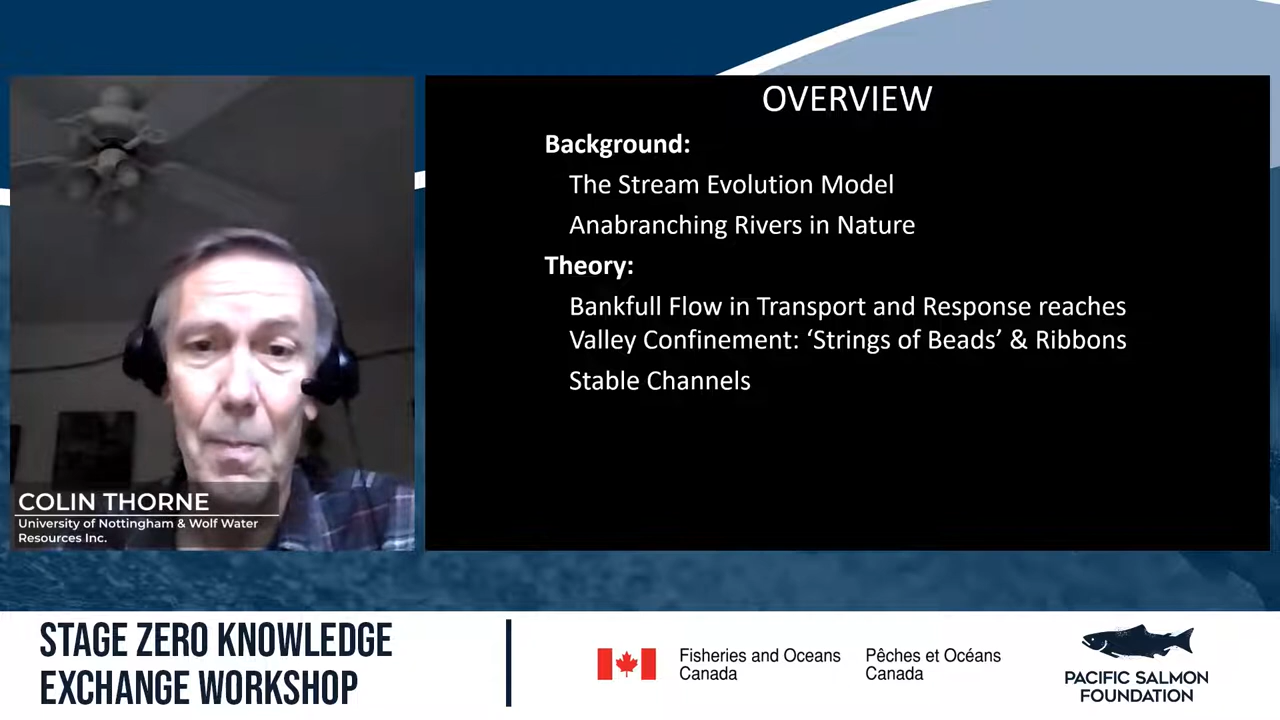 OVERVIEW
Background:
The Stream Evolution Model
Anabranching Rivers in Nature
Theory:
Bankfull Flow in Transport and Response reaches
Valley Confinement: ‘Strings of Beads’ & Ribbons
Stable Channels
COLIN THORNE
University of Nottingham & Wolf Water
Resources Inc.
STAGE ZERO KNOWLEDGE
EXCHANGE WORKSHOP
Fisheries and Oceans
Canada
Pêches et Océans
Canada
PACIFIC SALMON
FOUNDATION